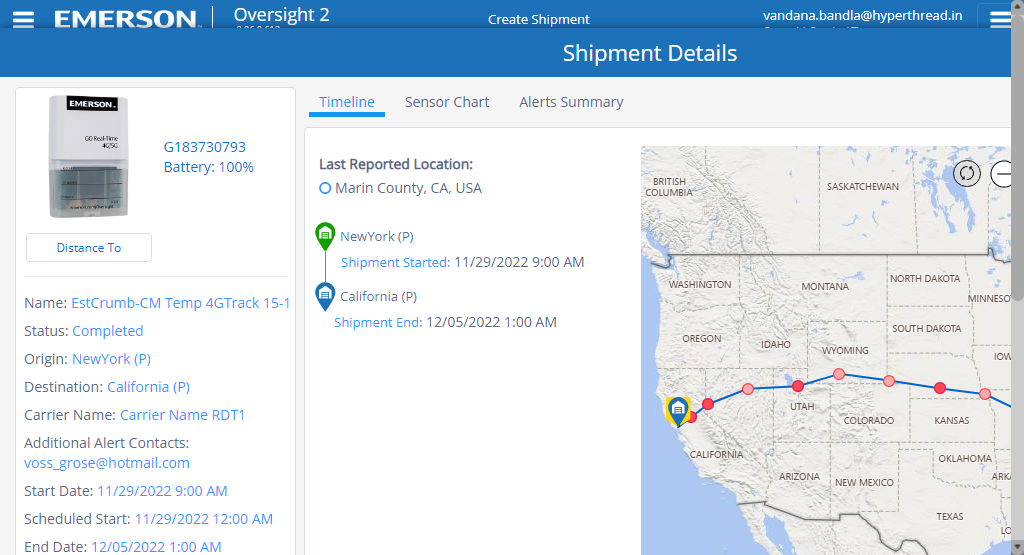 EMERSON
Oversight 2
Create Shipment
vandana.bandla@hyperthread.in
Shipment Details
EMERSON
GO Real-Time
4G/5G
G183730793
Battery: 100%
Distance To
Name: EstCrumb-CM Temp 4GTrack 15-1
Status: Completed
Origin: NewYork (P)
Destination: California (P)
Carrier Name: Carrier Name RDT1
Additional Alert Contacts:
voss_grose@hotmail.com
Start Date: 11/29/2022 9:00 AM
Scheduled Start: 11/29/2022 12:00 AM
End Date: 12/05/2022 1:00 AM
Timeline
Sensor Chart
Alerts Summary
Last Reported Location:
Marin County, CA, USA
NewYork (P)
Shipment Started: 11/29/2022 9:00 AM
California (P)
Shipment End: 12/05/2022 1:00 AM
BRITISH
COLUMBIA
SASKATCHEWAN
WASHINGTON
MONTANA
NORTH DAKOTA
MINNESO
OREGON
IDAHO
SOUTH DAKOTA
WYOMING
IOW
UTAH
COLORADO
KANSAS
CALIFORNIA
OKLAHOMA
ARIZONA
NEW MEXICO
ARK
TEXAS
LO